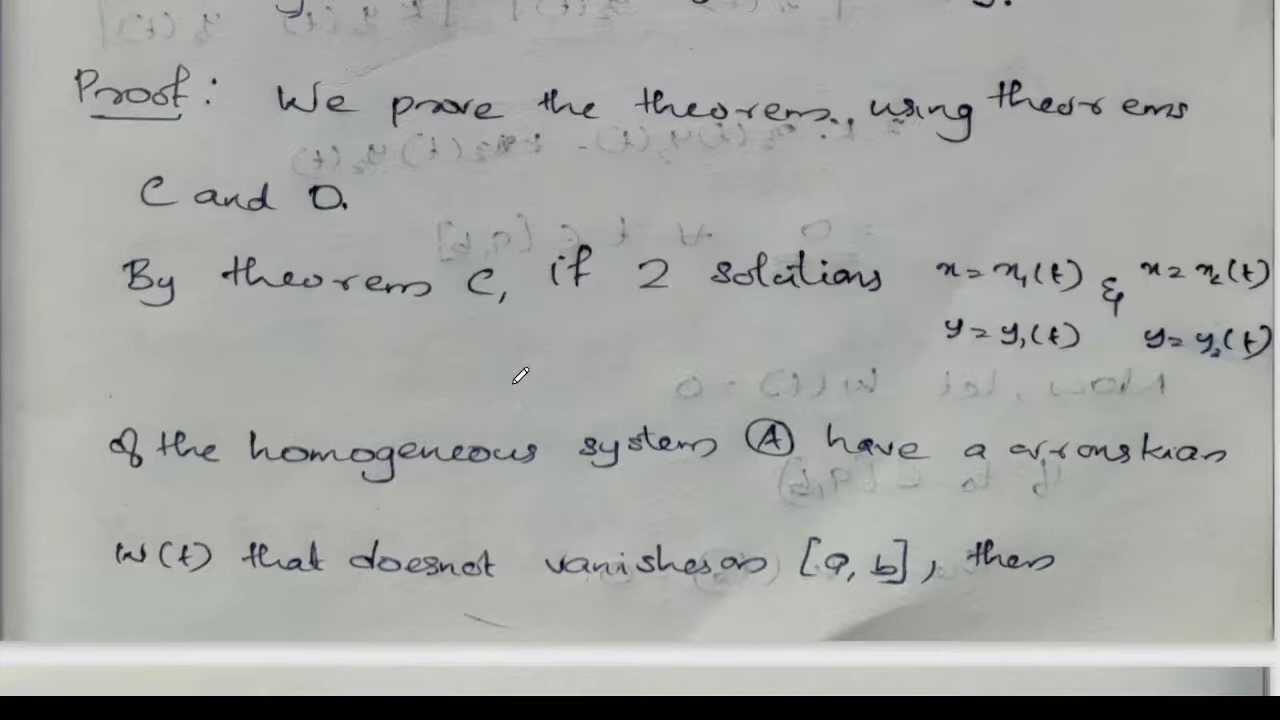 Proof: We prove the theorem, using theorems
C and D.
By theorem C, if 2 solutions x = x₁(t) & x = x₂(t)
y = y₁(t) y = y₂(t)
of the homogeneous system Ⓐ have a wronskian
W(t) that doesnot vanishes on [a, b], then